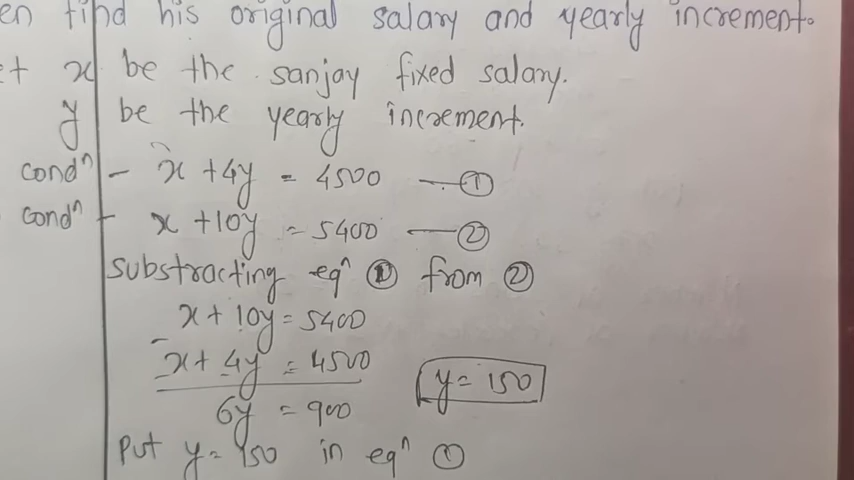 en find his original salary and yearly increment.
et x be the sanjay fixed salary.
y be the yearly increment.
condⁿ - x + 4y = 4500 — ①
condⁿ - x + 10y = 5400 — ②
Substracting eqⁿ ① from ②
x + 10y = 5400
- x + 4y = 4500
y = 150
6y = 900
Put y = 150 in eqⁿ ①